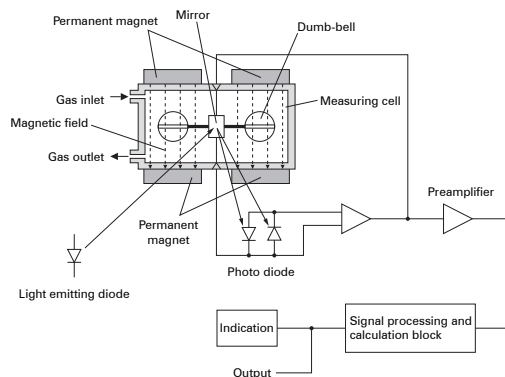 Permanent magnet
Mirror
Dumb-bell
Gas inlet
Measuring cell
Magnetic field
Gas outlet
Permanent
magnet
Preamplifier
Photo diode
Light emitting diode
Indication
Signal processing and
calculation block
Output